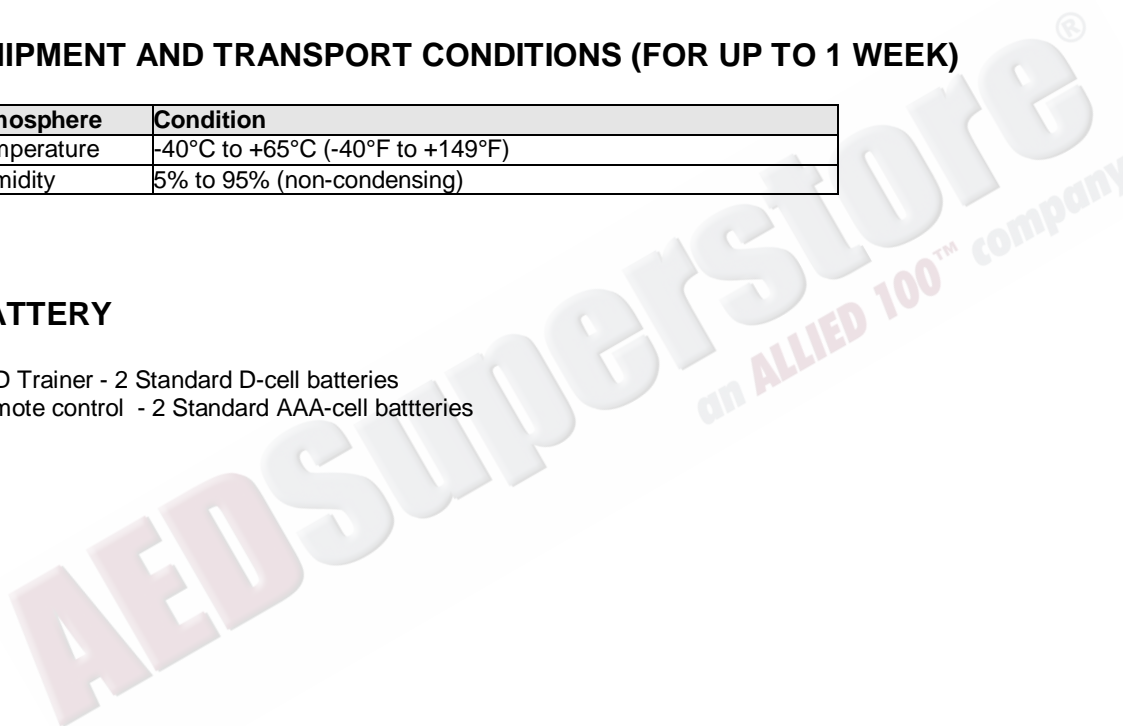 HIPMENT AND TRANSPORT CONDITIONS (FOR UP TO 1 WEEK)
mosphere Condition
mperature -40°C to +65°C (-40°F to +149°F)
midity 5% to 95% (non-condensing)
ATTERY
D Trainer - 2 Standard D-cell batteries
mote control - 2 Standard AAA-cell battteries
AEDSuperstore®
an ALLIED 100™ company